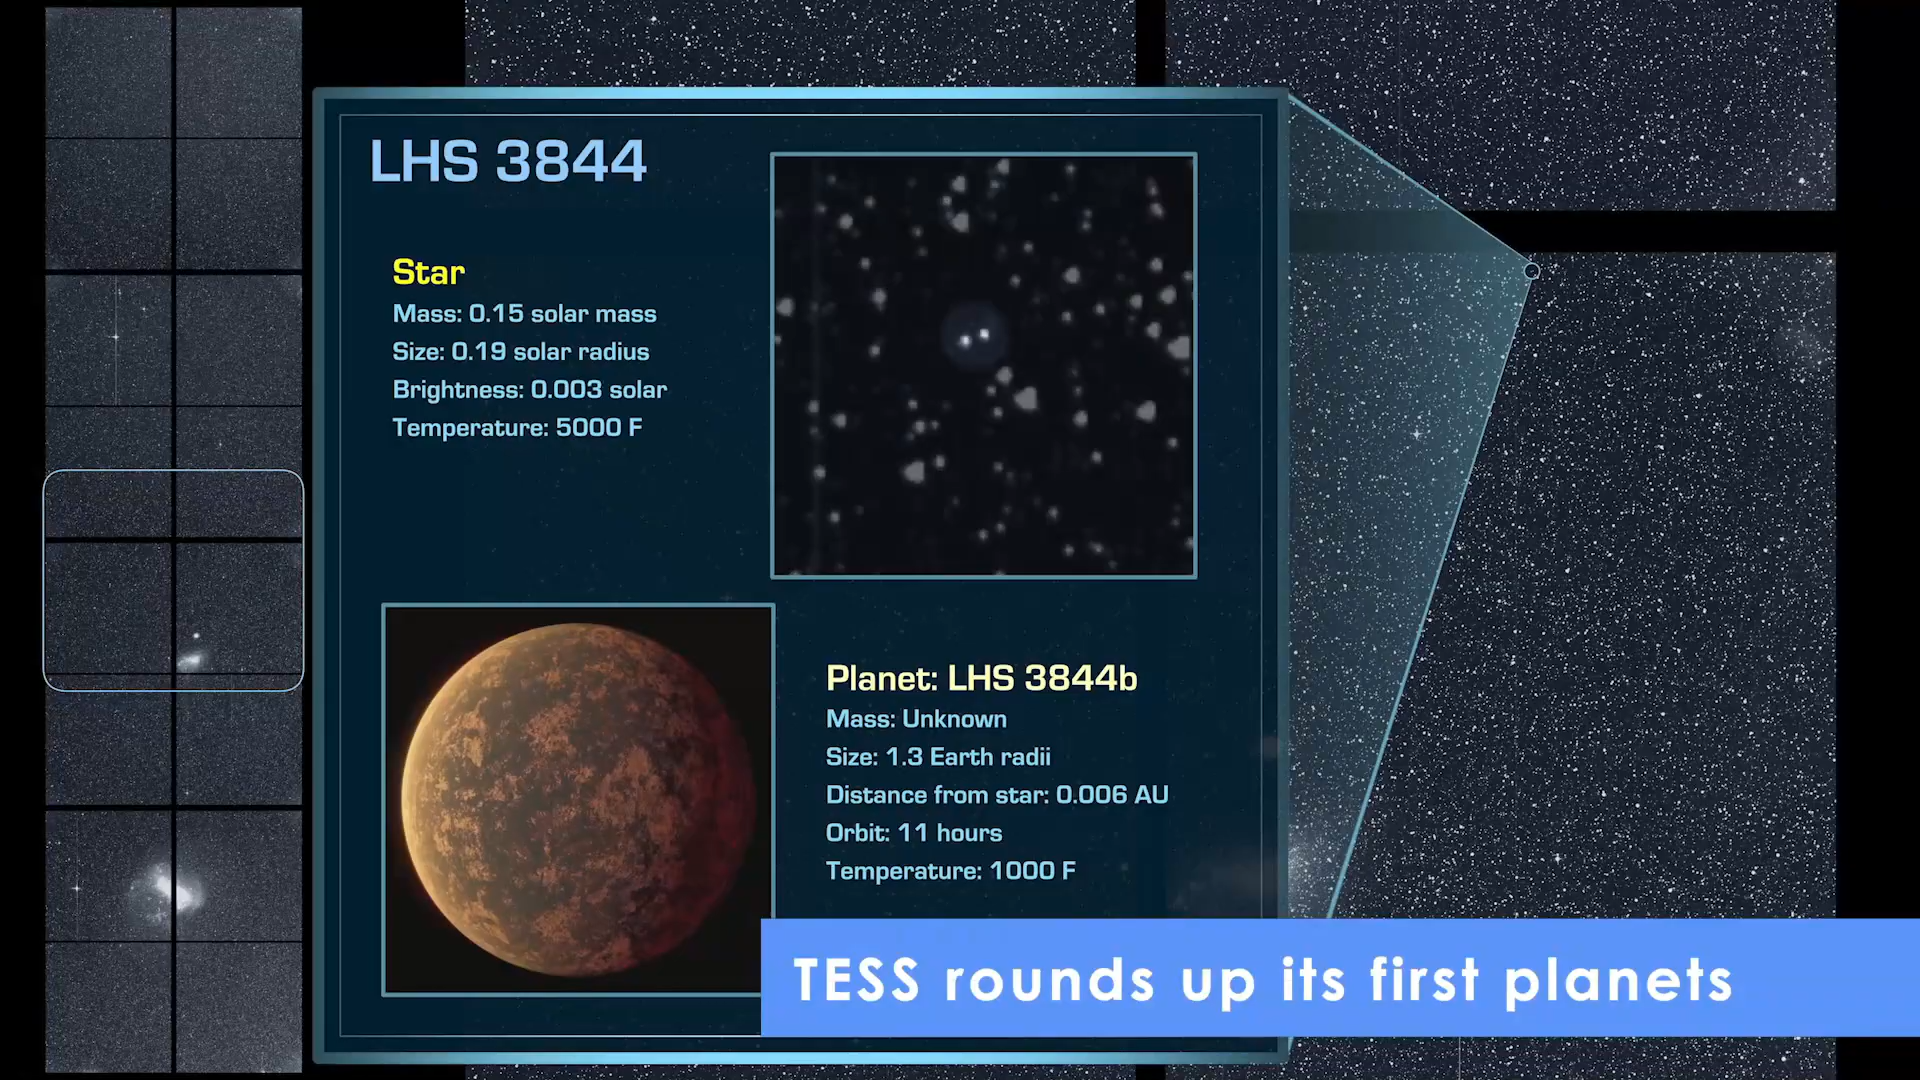 LHS 3844
Star
Mass: 0.15 solar mass
Size: 0.19 solar radius
Brightness: 0.003 solar
Temperature: 5000 F
Planet: LHS 3844b
Mass: Unknown
Size: 1.3 Earth radii
Distance from star: 0.006 AU
Orbit: 11 hours
Temperature: 1000 F
TESS rounds up its first planets